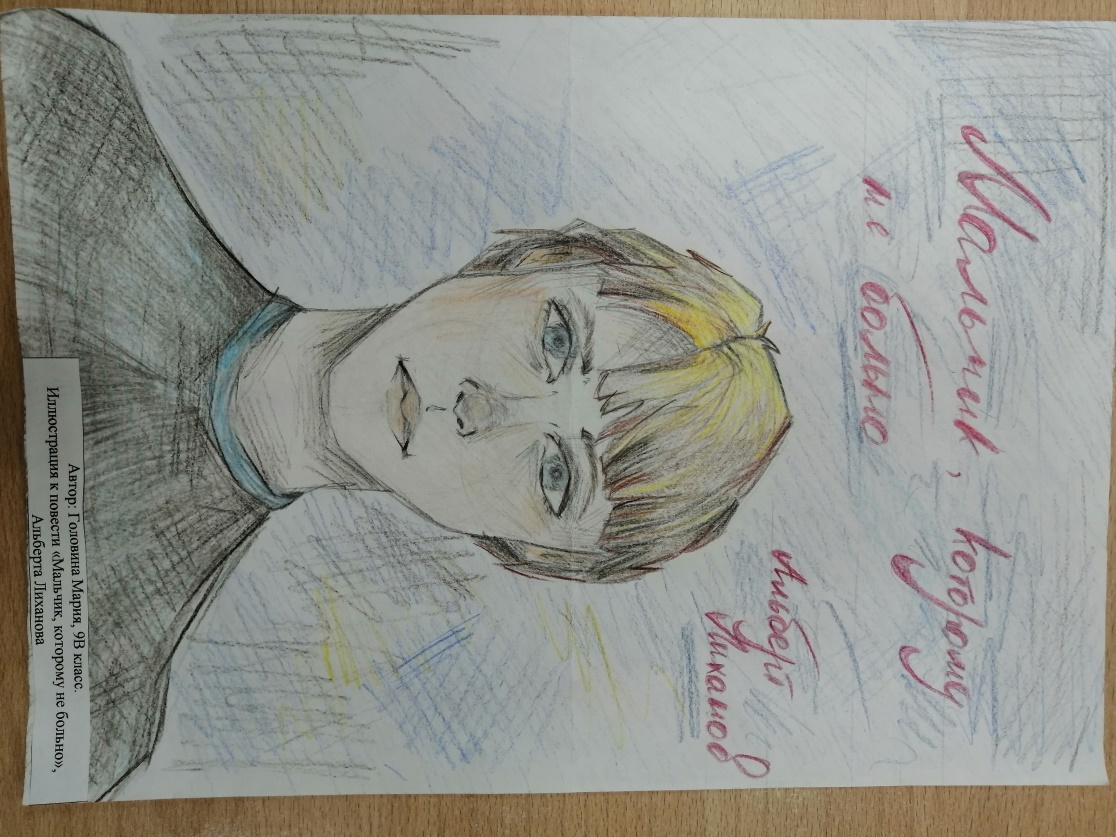 Мальчик, которому
не больно
Альберт
Лиханов
Автор: Головина Мария, 9В класс.
Иллюстрация к повести «Мальчик, которому не больно»,
Альберта Лиханова